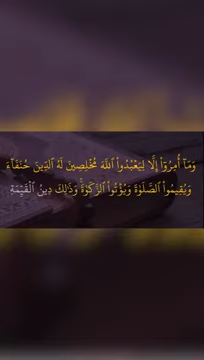 وَمَآ أُمِرُوٓا۟ إِلَّا لِيَعْبُدُوا۟ ٱللَّهَ مُخْلِصِينَ لَهُ ٱلدِّينَ حُنَفَآءَ
وَيُقِيمُوا۟ ٱلصَّلَوٰةَ وَيُؤْتُوا۟ ٱلزَّكَوٰةَ ۚ وَذَٰلِكَ دِينُ ٱلْقَيِّمَةِ